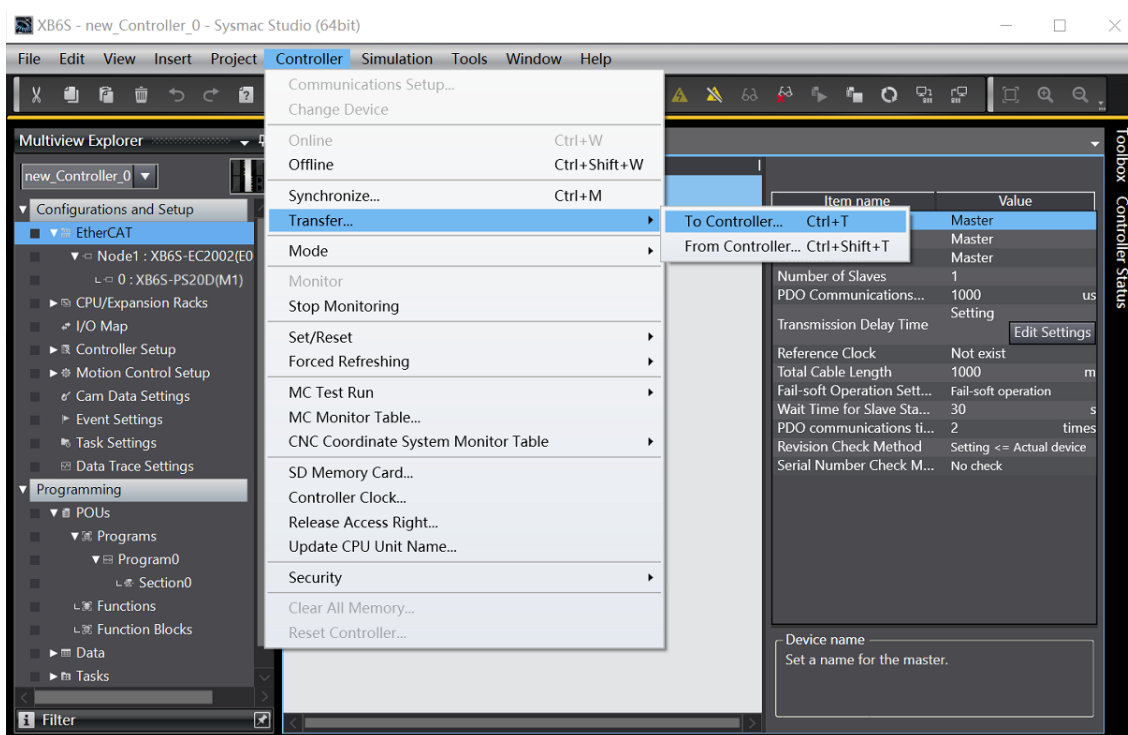 XB6S - new_Controller_0 - Sysmac Studio (64bit)
File Edit View Insert Project Controller Simulation Tools Window Help
Multiview Explorer
new_Controller_0
Configurations and Setup
EtherCAT
Node1 : XB6S-EC2002(E0
0 : XB6S-PS20D(M1)
CPU/Expansion Racks
I/O Map
Controller Setup
Motion Control Setup
Cam Data Settings
Event Settings
Task Settings
Data Trace Settings
Programming
POUs
Programs
Program0
Section0
Functions
Function Blocks
Data
Tasks
Filter
Communications Setup...
Change Device
Online Ctrl+W
Offline Ctrl+Shift+W
Synchronize... Ctrl+M
Transfer...
Mode
Monitor
Stop Monitoring
Set/Reset
Forced Refreshing
MC Test Run
MC Monitor Table...
CNC Coordinate System Monitor Table
SD Memory Card...
Controller Clock...
Release Access Right...
Update CPU Unit Name...
Security
Clear All Memory...
Reset Controller...
To Controller... Ctrl+T
From Controller... Ctrl+Shift+T
Item name Value
Master
Master
Master
Number of Slaves 1
PDO Communications... 1000 us
Transmission Delay Time Setting
Edit Settings
Reference Clock Not exist
Total Cable Length 1000 m
Fail-soft Operation Sett... Fail-soft operation
Wait Time for Slave Sta... 30 s
PDO communications ti... 2 times
Revision Check Method Setting <= Actual device
Serial Number Check M... No check
Device name
Set a name for the master.
Toolbox
Controller Status